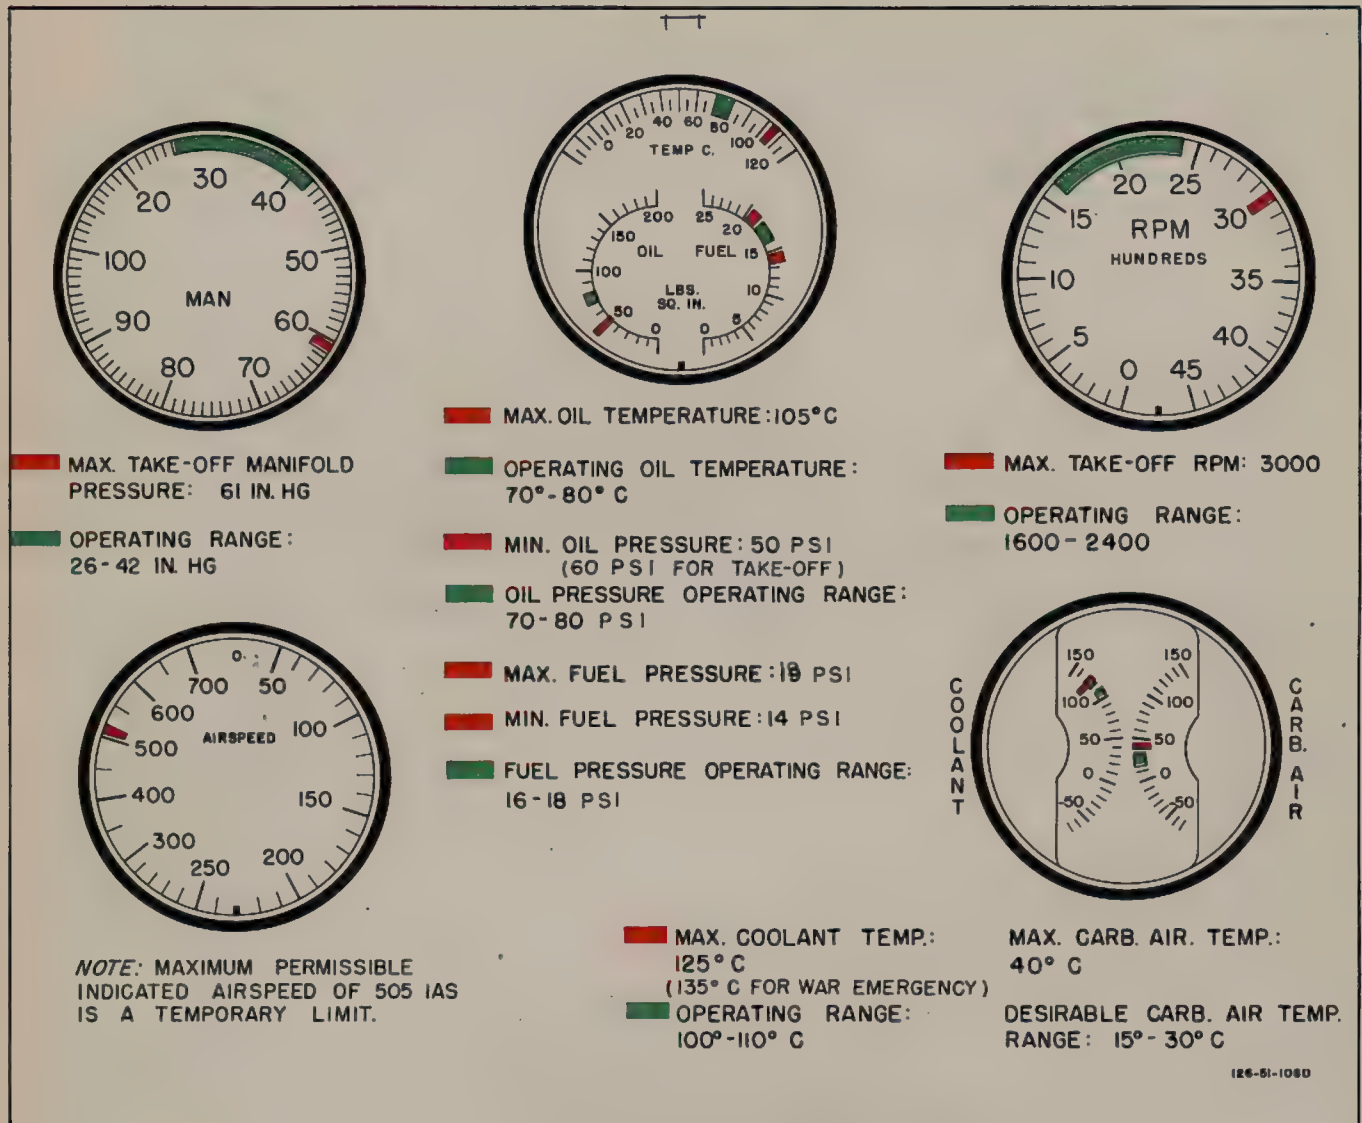 30
20
40
100
50
MAN
90
60
80
70
MAX. TAKE-OFF MANIFOLD
PRESSURE: 61 IN. HG
OPERATING RANGE:
26-42 IN. HG
0 20 40 60 80 100 120
TEMP C.
200
150
100
50
0
OIL
25
20
15
10
5
0
FUEL
LBS.
SQ. IN.
MAX. OIL TEMPERATURE: 105° C
OPERATING OIL TEMPERATURE:
70°-80° C
MIN. OIL PRESSURE: 50 PSI
(60 PSI FOR TAKE-OFF)
OIL PRESSURE OPERATING RANGE:
70-80 PSI
MAX. FUEL PRESSURE: 19 PSI
MIN. FUEL PRESSURE: 14 PSI
FUEL PRESSURE OPERATING RANGE:
16-18 PSI
20 25
15 30
RPM
HUNDREDS
10 35
5 40
0 45
MAX. TAKE-OFF RPM: 3000
OPERATING RANGE:
1600-2400
0
700 50
600 100
AIRSPEED
500
400 150
300 200
250
NOTE: MAXIMUM PERMISSIBLE
INDICATED AIRSPEED OF 505 IAS
IS A TEMPORARY LIMIT.
COOLANT
150
100
50
0
-50
150
100
50
0
-50
CARB. AIR
MAX. COOLANT TEMP.:
125° C
(135° C FOR WAR EMERGENCY)
OPERATING RANGE:
100°-110° C
MAX. CARB. AIR. TEMP.:
40° C
DESIRABLE CARB. AIR TEMP.
RANGE: 15°-30° C
126-51-1060